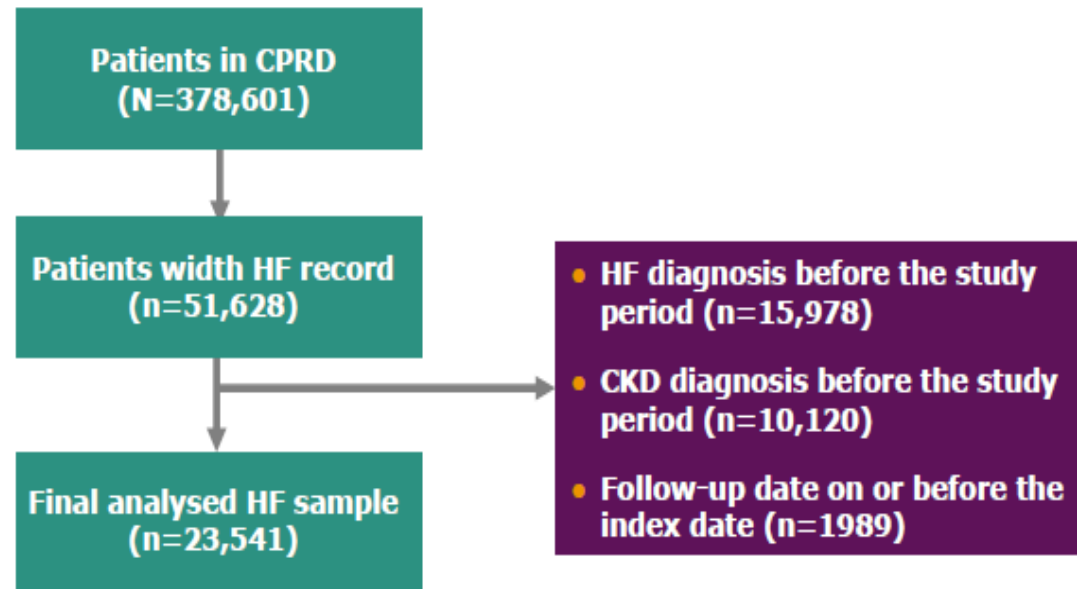 Patients in CPRD
(N=378,601)
Patients width HF record
(n=51,628)
• HF diagnosis before the study
period (n=15,978)
• CKD diagnosis before the study
period (n=10,120)
• Follow-up date on or before the
index date (n=1989)
Final analysed HF sample
(n=23,541)